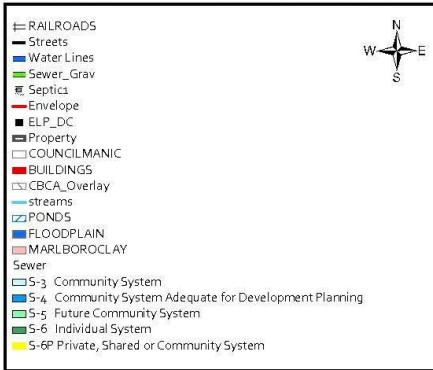 RAILROADS
Streets
Water Lines
Sewer_Grav
Septic1
Envelope
ELP_DC
Property
COUNCILMANIC
BUILDINGS
CBCA_Overlay
streams
PONDS
FLOODPLAIN
MARLBOROCLAY
Sewer
S-3 Community System
S-4 Community System Adequate for Development Planning
S-5 Future Community System
S-6 Individual System
S-6P Private, Shared or Community System
N
W E
S